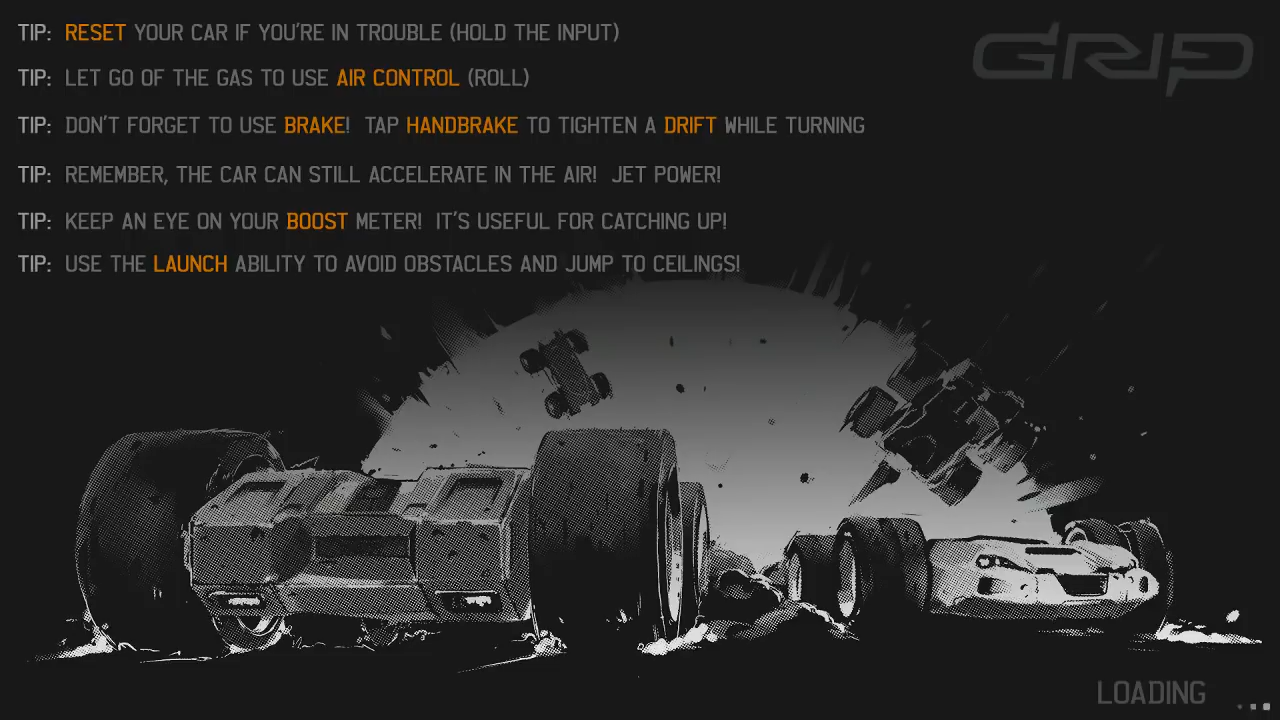 TIP: RESET YOUR CAR IF YOU'RE IN TROUBLE (HOLD THE INPUT)
GRIP
TIP: LET GO OF THE GAS TO USE AIR CONTROL (ROLL)
TIP: DON'T FORGET TO USE BRAKE! TAP HANDBRAKE TO TIGHTEN A DRIFT WHILE TURNING
TIP: REMEMBER, THE CAR CAN STILL ACCELERATE IN THE AIR! JET POWER!
TIP: KEEP AN EYE ON YOUR BOOST METER! IT'S USEFUL FOR CATCHING UP!
TIP: USE THE LAUNCH ABILITY TO AVOID OBSTACLES AND JUMP TO CEILINGS!
LOADING